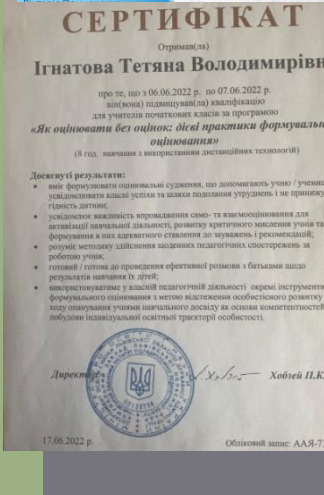 СЕРТИФІКАТ
Отримав(ла)
Ігнатова Тетяна Володимирівн
про те, що з 06.06.2022 р. по 07.06.2022 р.
він(вона) підвищував(ла) кваліфікацію
для учителів початкових класів за програмою
«Як оцінювати без оцінок: дієві практики формувальн
оцінювання»
(8 год. навчання з використанням дистанційних технологій)
Досягнуті результати:
• вміє формулювати оцінювальні судження, що допомагають учню / учениц
усвідомлювати власні успіхи та шляхи подолання утруднень і не принижу
гідність дитини;
• усвідомлює важливість впровадження само- та взаємооцінювання для
активізації навчальної діяльності, розвитку критичного мислення учнів та
формування в них адекватного ставлення до зауважень і рекомендацій;
• розуміє методику здійснення щоденних педагогічних спостережень за
роботою учнів;
• готовий / готова до проведення ефективної розмови з батьками щодо
результатів навчання їх дітей;
• використовуватиме у власній педагогічній діяльності окремі інструменти
формувального оцінювання з метою відстеження особистісного розвитку
ходу опанування учнями навчального досвіду як основи компетентностей
побудови індивідуальної освітньої траєкторії особистості.
Директор Хобзей П.К.
17.06.2022 р. Обліковий запис: ААЯ-7